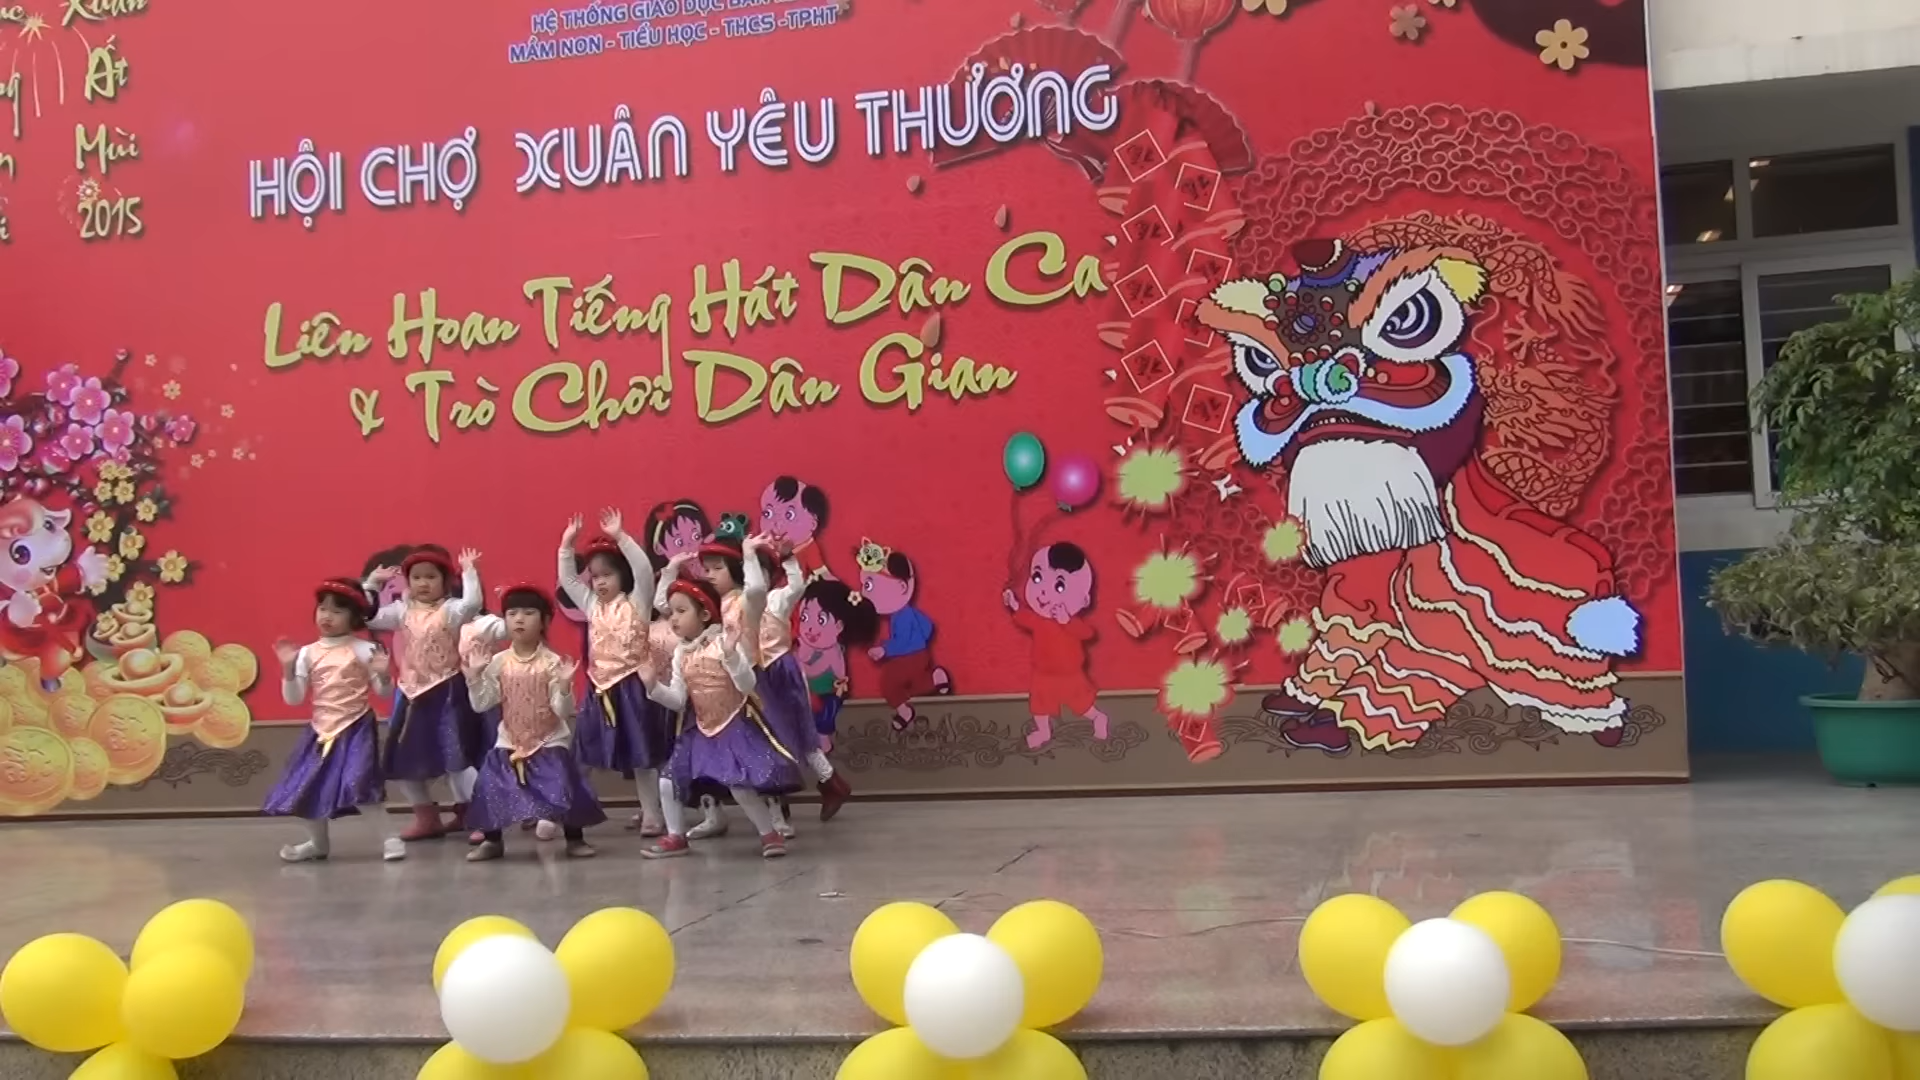 Xuân
Ất
Mùi
2015
HỆ THỐNG GIÁO DỤC
MẦM NON - TIỂU HỌC - THCS -TPHT
HỘI CHỢ XUÂN YÊU THƯƠNG
Liên Hoan Tiếng Hát Dân Ca
& Trò Chơi Dân Gian